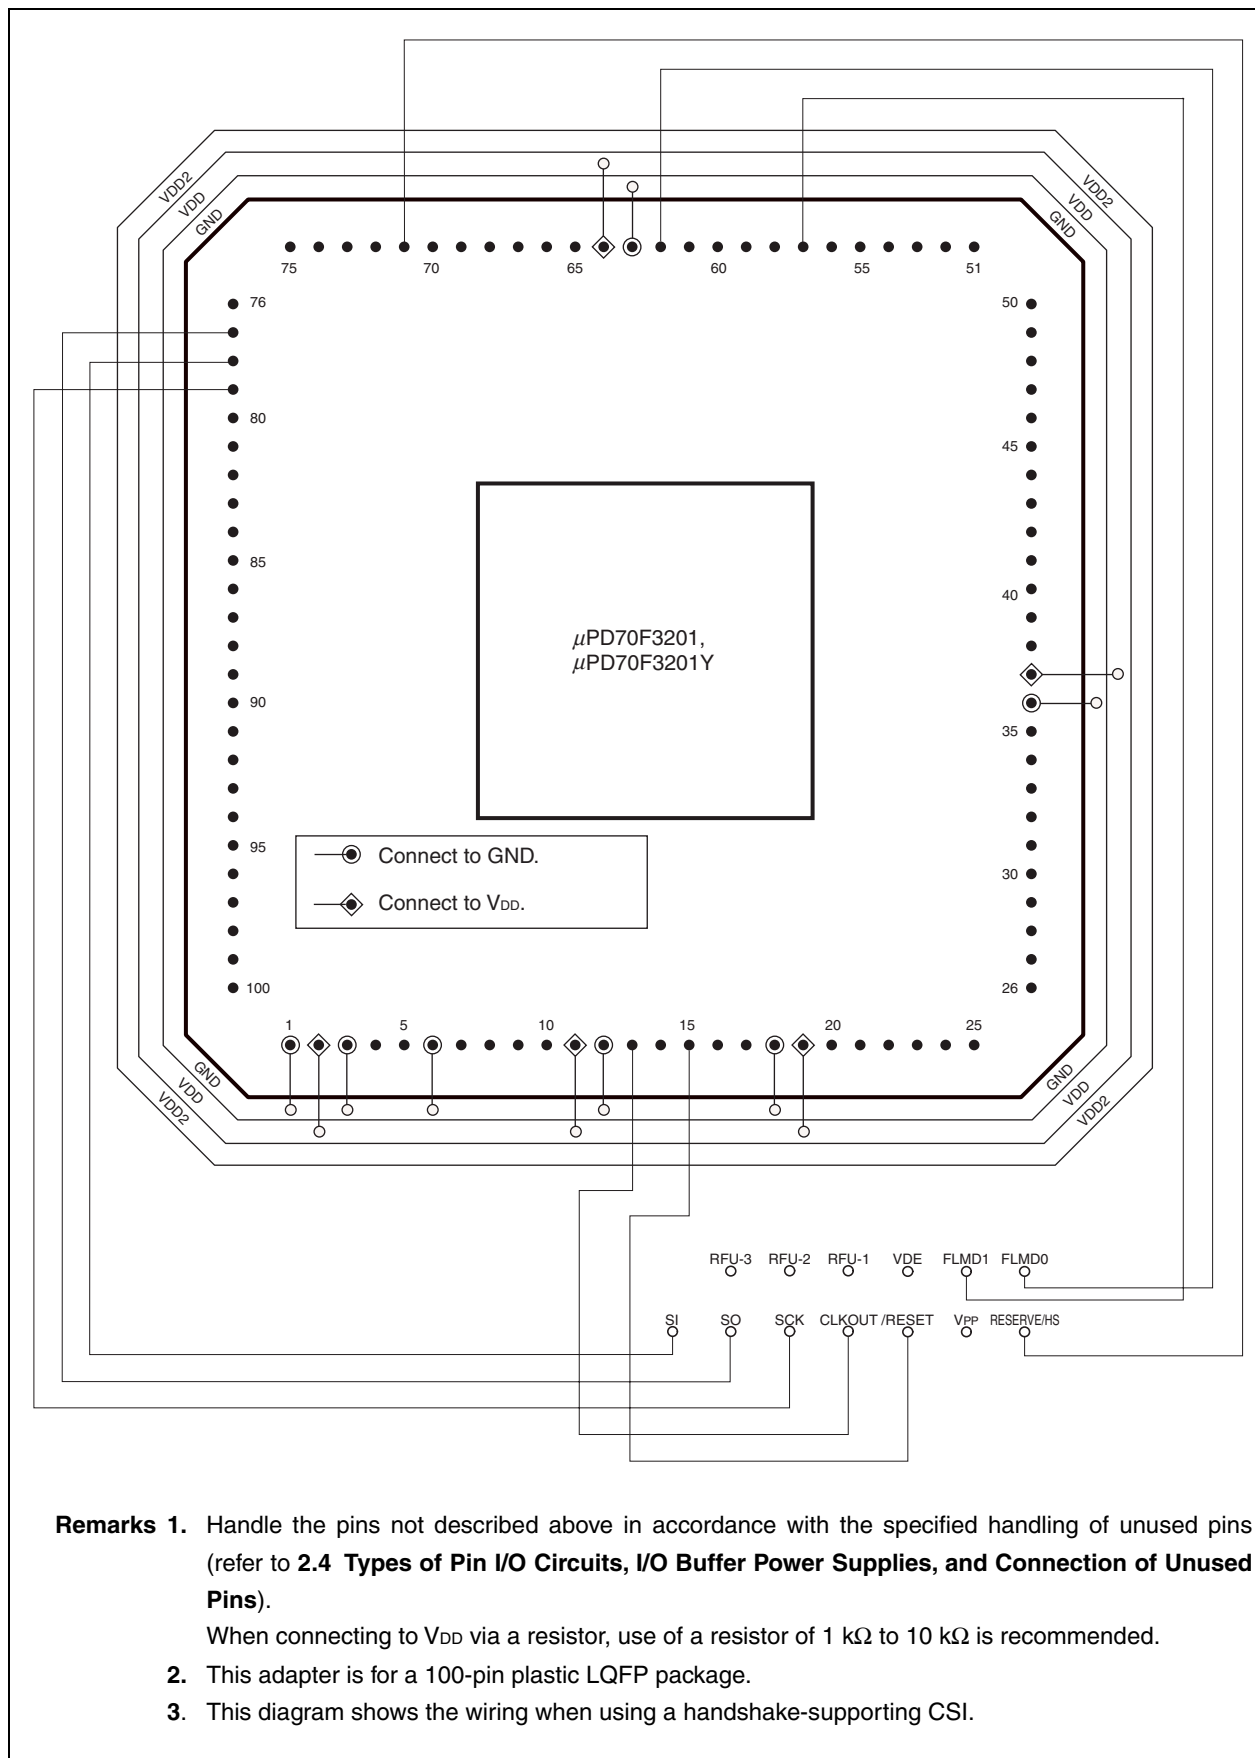 VDD2
VDD
GND
VDD2
VDD
GND
75 70 65 60 55 51
76 50
80
45
85
40
μPD70F3201,
μPD70F3201Y
90
35
95
Connect to GND.
30
Connect to VDD.
100 26
1 5 10 15 20 25
GND
VDD
VDD2
GND
VDD
VDD2
RFU-3 RFU-2 RFU-1 VDE FLMD1 FLMD0
SI SO SCK CLKOUT /RESET VPP RESERVE/HS
Remarks 1. Handle the pins not described above in accordance with the specified handling of unused pins
(refer to 2.4 Types of Pin I/O Circuits, I/O Buffer Power Supplies, and Connection of Unused
Pins).
When connecting to VDD via a resistor, use of a resistor of 1 kΩ to 10 kΩ is recommended.
2. This adapter is for a 100-pin plastic LQFP package.
3. This diagram shows the wiring when using a handshake-supporting CSI.